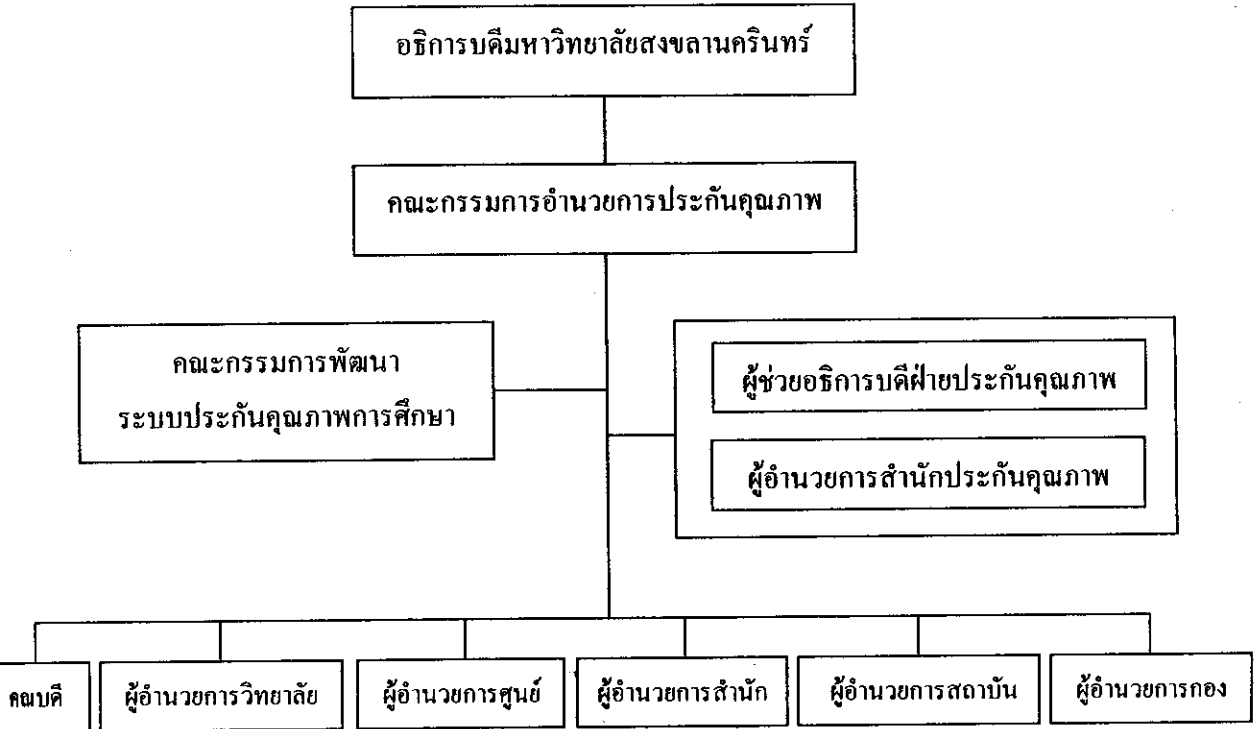 อธิการบดีมหาวิทยาลัยสงขลานครินทร์
คณะกรรมการอำนวยการประกันคุณภาพ
คณะกรรมการพัฒนา
ระบบประกันคุณภาพการศึกษา
ผู้ช่วยอธิการบดีฝ่ายประกันคุณภาพ
ผู้อำนวยการสำนักประกันคุณภาพ
คณบดี
ผู้อำนวยการวิทยาลัย
ผู้อำนวยการศูนย์
ผู้อำนวยการสำนัก
ผู้อำนวยการสถาบัน
ผู้อำนวยการกอง